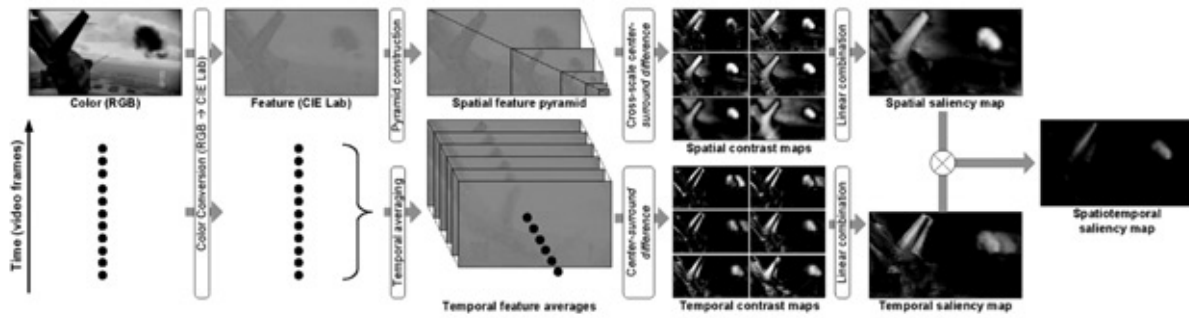 Color (RGB)
Color Conversion (RGB → CIE Lab)
Feature (CIE Lab)
Pyramid construction
Spatial feature pyramid
Cross-scale center-
surround difference
Spatial contrast maps
Linear combination
Spatial saliency map
Time (video frames)
Temporal averaging
Temporal feature averages
Center-surround
difference
Temporal contrast maps
Linear combination
Temporal saliency map
Spatiotemporal
saliency map